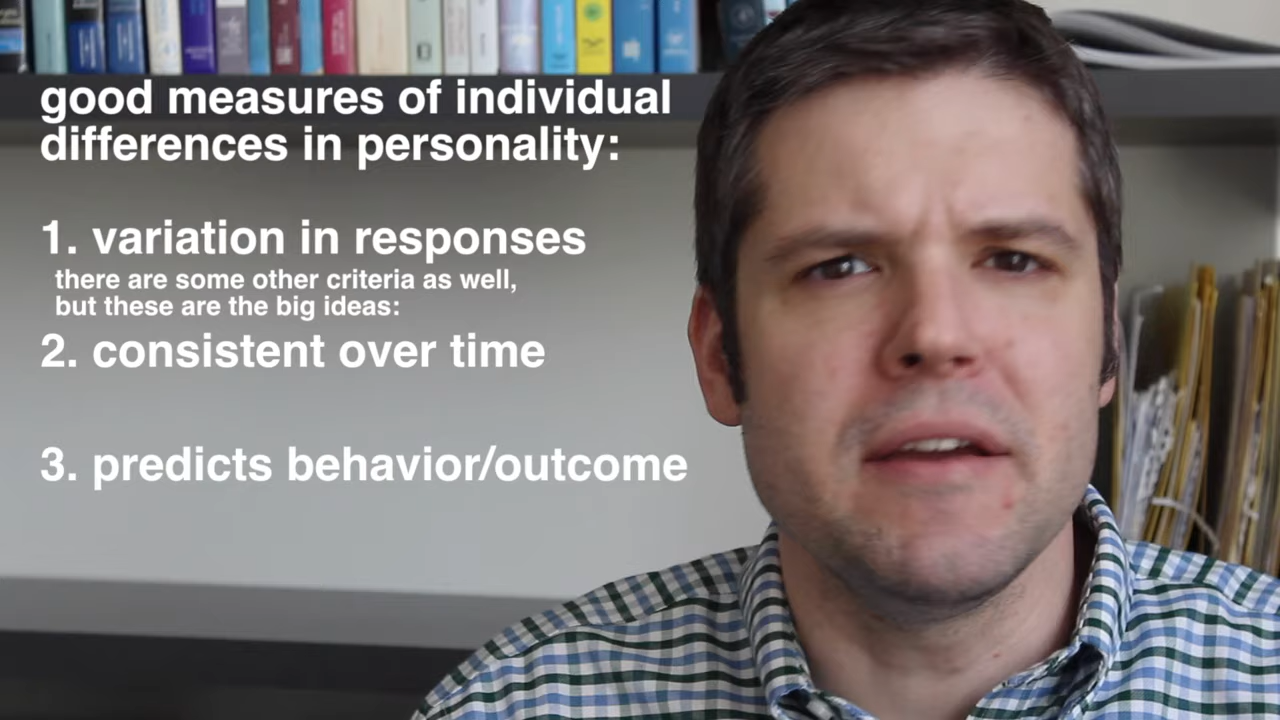 good measures of individual
differences in personality:
1. variation in responses
there are some other criteria as well,
but these are the big ideas:
2. consistent over time
3. predicts behavior/outcome